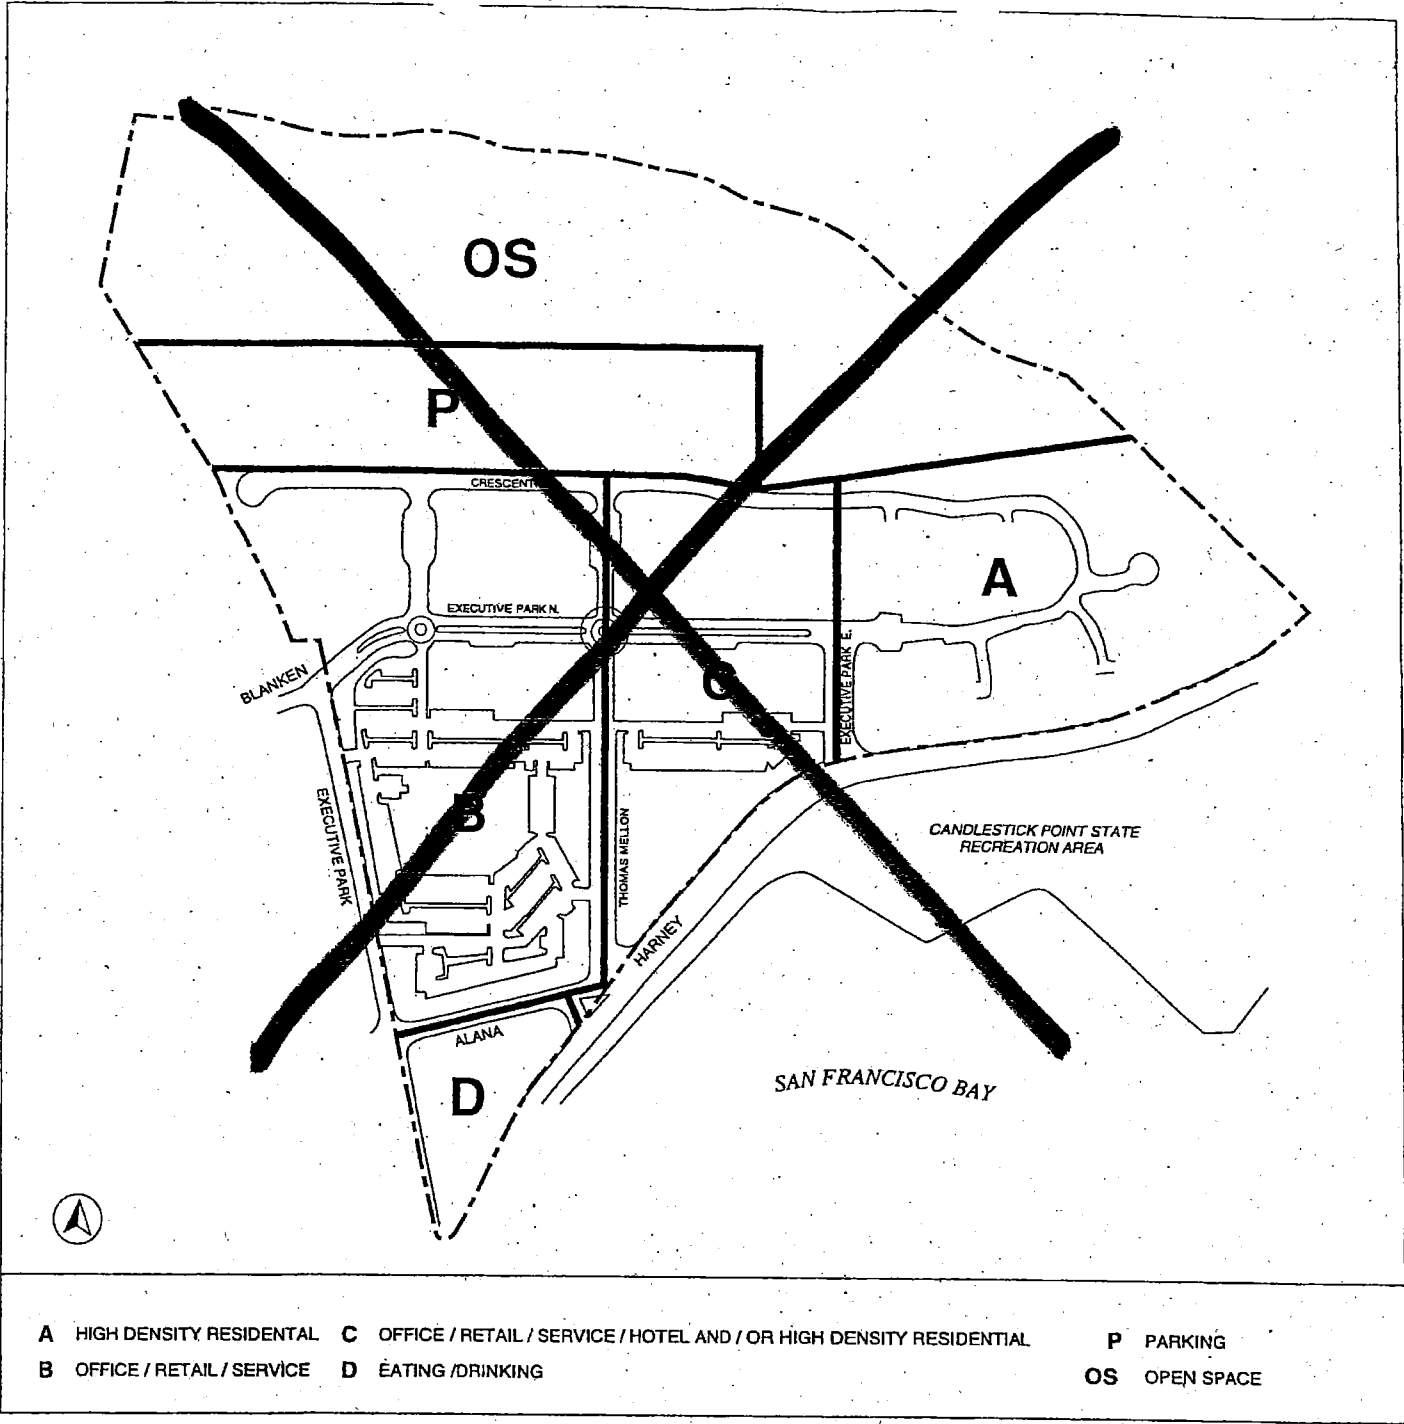 OS
P
CRESCENT
A
EXECUTIVE PARK N.
BLANKEN
EXECUTIVE PARK E.
C
B
EXECUTIVE PARK
THOMAS MELLON
CANDLESTICK POINT STATE
RECREATION AREA
HARNEY
ALANA
D
SAN FRANCISCO BAY
A HIGH DENSITY RESIDENTAL C OFFICE / RETAIL / SERVICE / HOTEL AND / OR HIGH DENSITY RESIDENTIAL P PARKING
B OFFICE / RETAIL / SERVICE D EATING /DRINKING OS OPEN SPACE